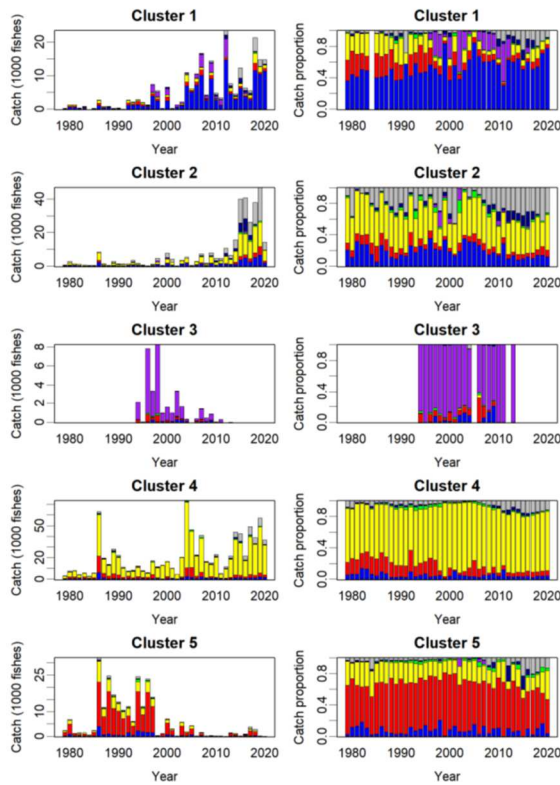 Cluster 1
Catch (1000 fishes)
0 10 20
1980 1990 2000 2010 2020
Year
Cluster 1
Catch proportion
0.0 0.4 0.8
1980 1990 2000 2010 2020
Year
Cluster 2
Catch (1000 fishes)
0 20 40
1980 1990 2000 2010 2020
Year
Cluster 2
Catch proportion
0.0 0.4 0.8
1980 1990 2000 2010 2020
Year
Cluster 3
Catch (1000 fishes)
0 2 4 6 8
1980 1990 2000 2010 2020
Year
Cluster 3
Catch proportion
0.0 0.4 0.8
1980 1990 2000 2010 2020
Year
Cluster 4
Catch (1000 fishes)
0 20 50
1980 1990 2000 2010 2020
Year
Cluster 4
Catch proportion
0.0 0.4 0.8
1980 1990 2000 2010 2020
Year
Cluster 5
Catch (1000 fishes)
0 10 25
1980 1990 2000 2010 2020
Year
Cluster 5
Catch proportion
0.0 0.4 0.8
1980 1990 2000 2010 2020
Year